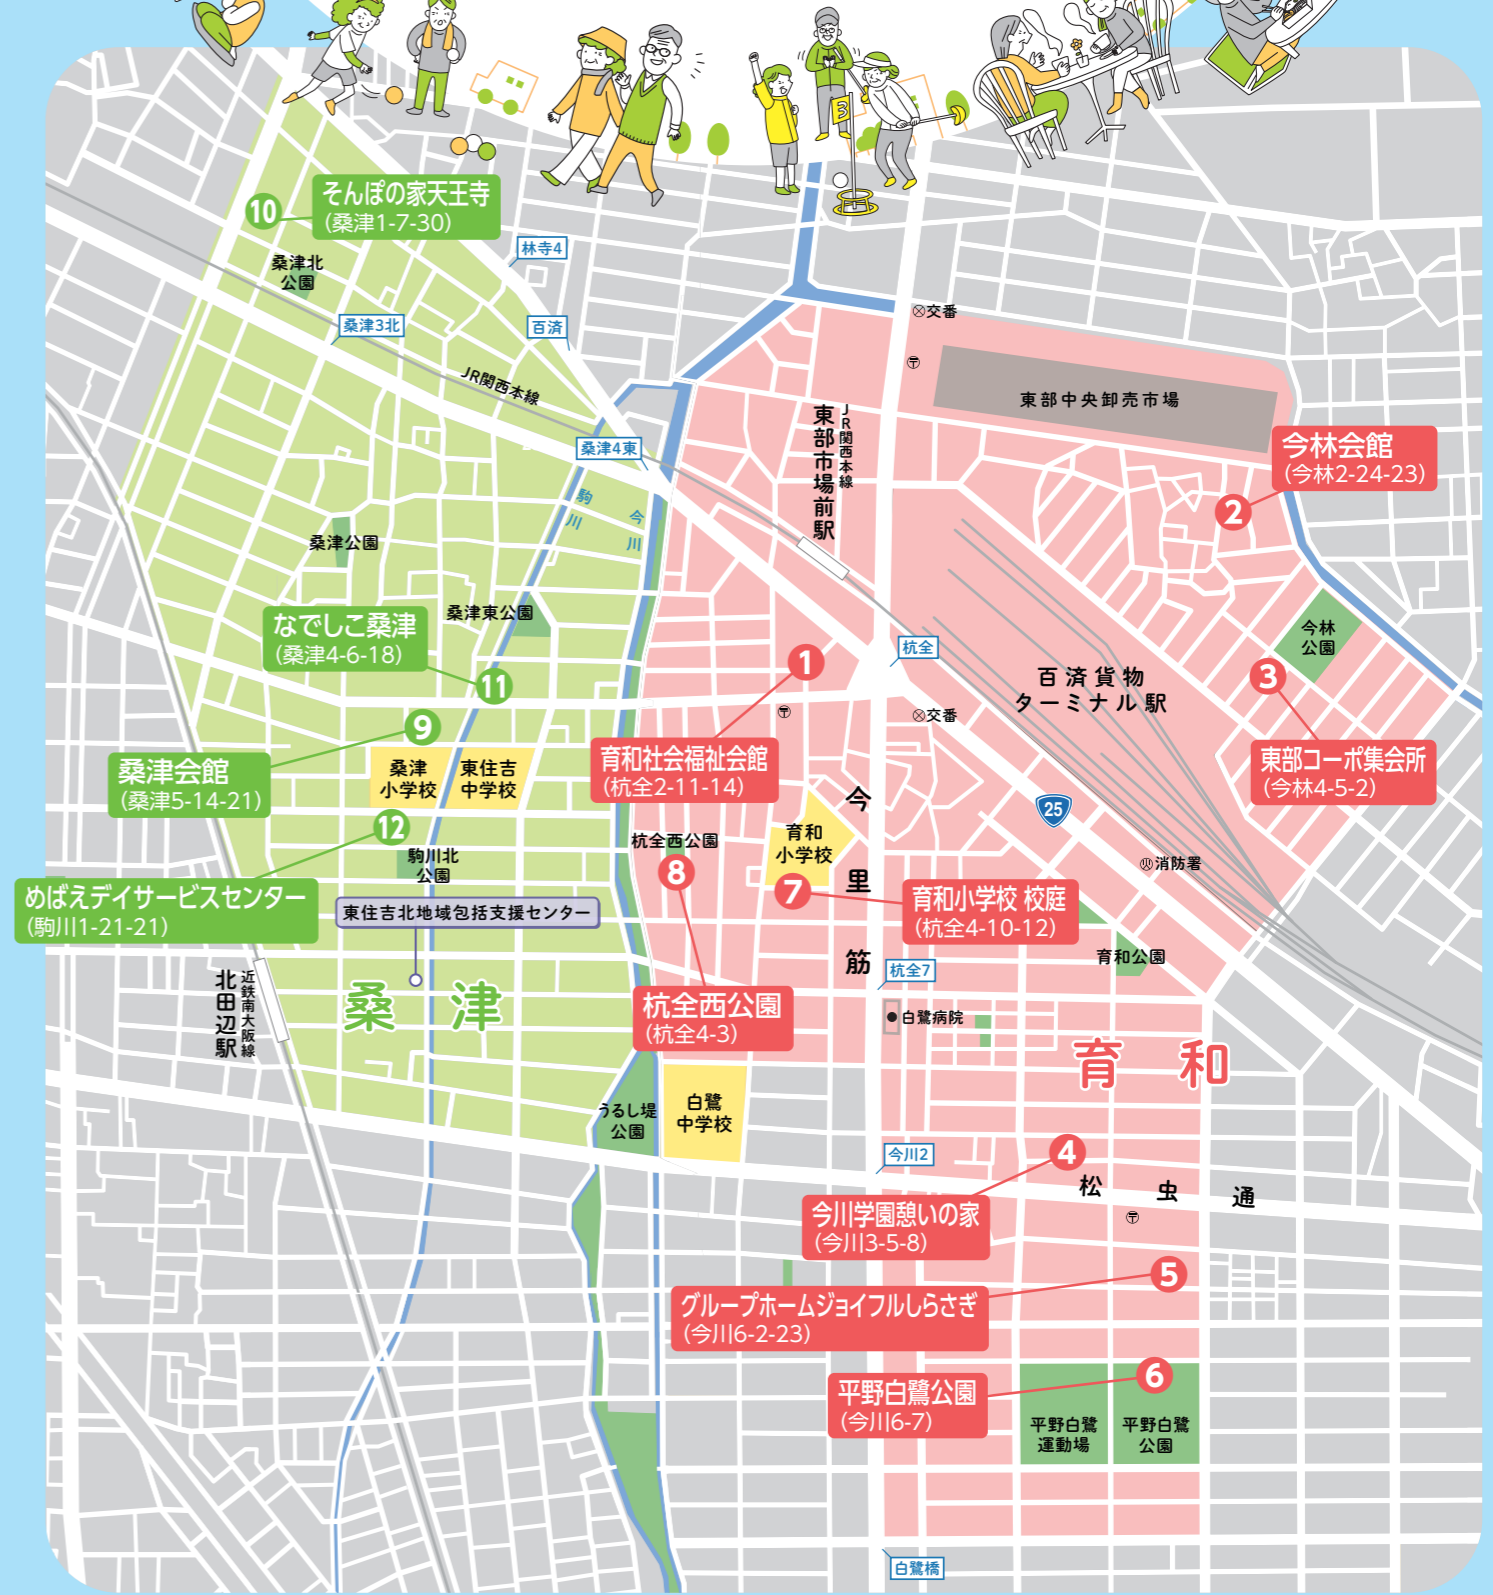 3
10
そんぽの家天王寺
(桑津1-7-30)
林寺4
桑津北
公園
桑津3北
百済
交番
〒
JR関西本線
東部中央卸売市場
JR関西本線
東部市場前駅
今林会館
(今林2-24-23)
2
桑津4東
駒川
今川
桑津公園
なでしこ桑津
(桑津4-6-18)
桑津東公園
11
1
杭全
今林
公園
3
百済貨物
ターミナル駅
〒
交番
9
桑津会館
(桑津5-14-21)
桑津
小学校
東住吉
中学校
育和社会福祉会館
(杭全2-11-14)
東部コーポ集会所
(今林4-5-2)
今里筋
25
12
駒川北
公園
杭全西公園
8
育和
小学校
7
育和小学校 校庭
(杭全4-10-12)
消防署
めばえデイサービスセンター
(駒川1-21-21)
東住吉北地域包括支援センター
育和公園
杭全7
近鉄南大阪線
北田辺駅
桑津
杭全西公園
(杭全4-3)
白鷺病院
育和
うるし堤
公園
白鷺
中学校
今川2
4
松虫通
〒
今川学園憩いの家
(今川3-5-8)
5
グループホームジョイフルしらさぎ
(今川6-2-23)
6
平野白鷺公園
(今川6-7)
平野白鷺
運動場
平野白鷺
公園
白鷺橋